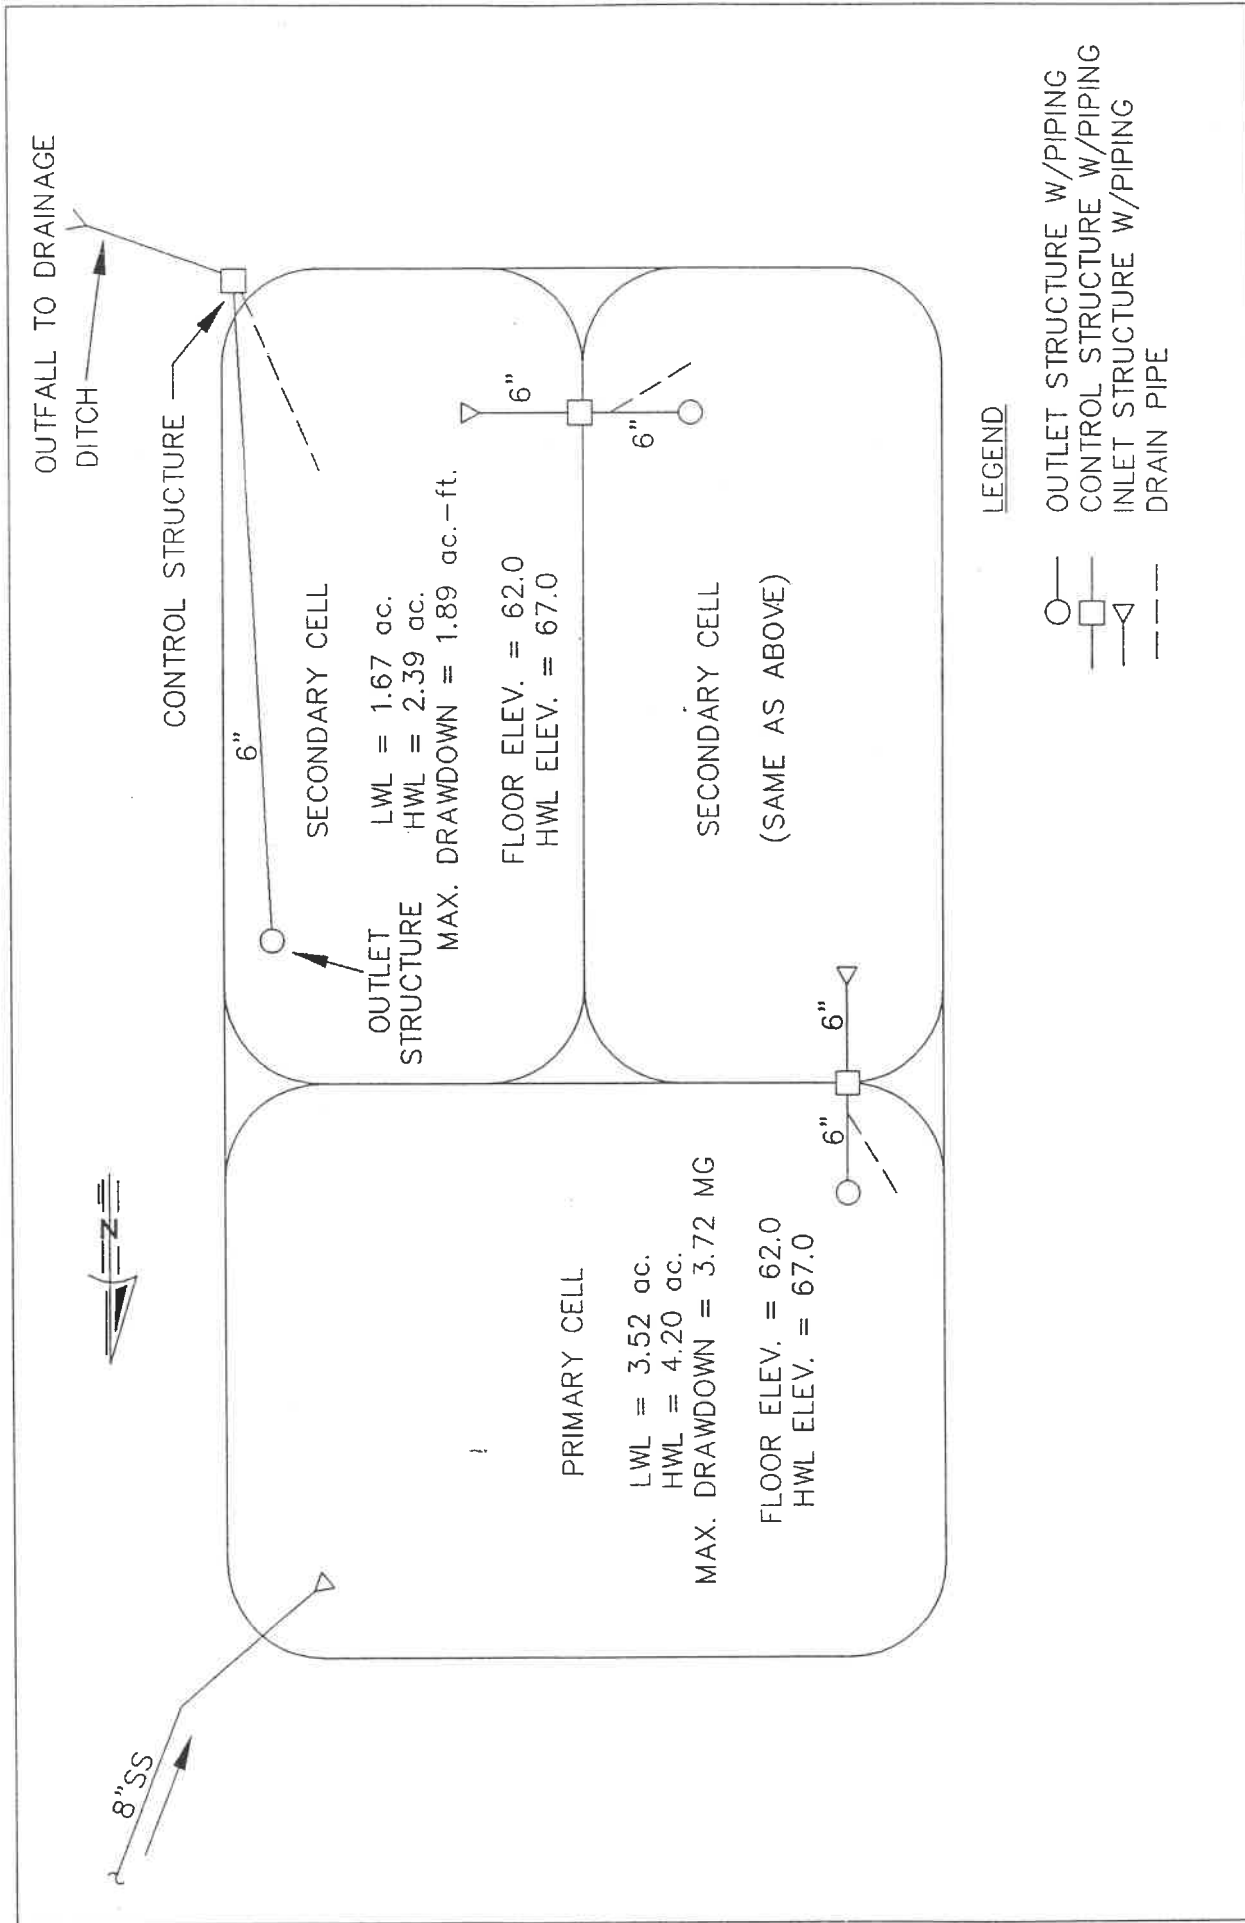 OUTFALL TO DRAINAGE
DITCH
CONTROL STRUCTURE
6"
SECONDARY CELL
LWL = 1.67 ac.
HWL = 2.39 ac.
MAX. DRAWDOWN = 1.89 ac.-ft.
FLOOR ELEV. = 62.0
HWL ELEV. = 67.0
OUTLET
STRUCTURE
6"
6"
SECONDARY CELL
(SAME AS ABOVE)
6"
6"
N
8"SS
PRIMARY CELL
LWL = 3.52 ac.
HWL = 4.20 ac.
MAX. DRAWDOWN = 3.72 MG
FLOOR ELEV. = 62.0
HWL ELEV. = 67.0
LEGEND
OUTLET STRUCTURE W/PIPING
CONTROL STRUCTURE W/PIPING
INLET STRUCTURE W/PIPING
DRAIN PIPE